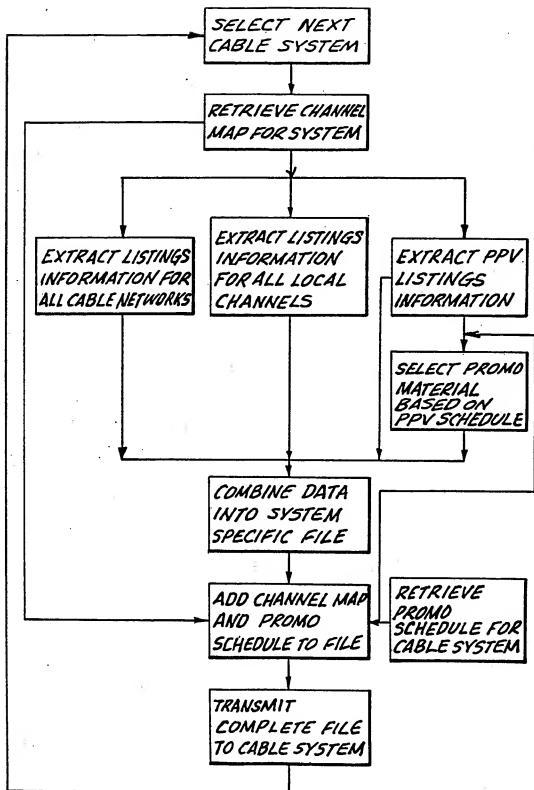 SELECT NEXT
CABLE SYSTEM
RETRIEVE CHANNEL
MAP FOR SYSTEM
EXTRACT LISTINGS
INFORMATION FOR
ALL CABLE NETWORKS
EXTRACT LISTINGS
INFORMATION
FOR ALL LOCAL
CHANNELS
EXTRACT PPV
LISTINGS
INFORMATION
SELECT PROMO
MATERIAL
BASED ON
PPV SCHEDULE
COMBINE DATA
INTO SYSTEM
SPECIFIC FILE
ADD CHANNEL MAP
AND PROMO
SCHEDULE TO FILE
RETRIEVE
PROMO
SCHEDULE FOR
CABLE SYSTEM
TRANSMIT
COMPLETE FILE
TO CABLE SYSTEM